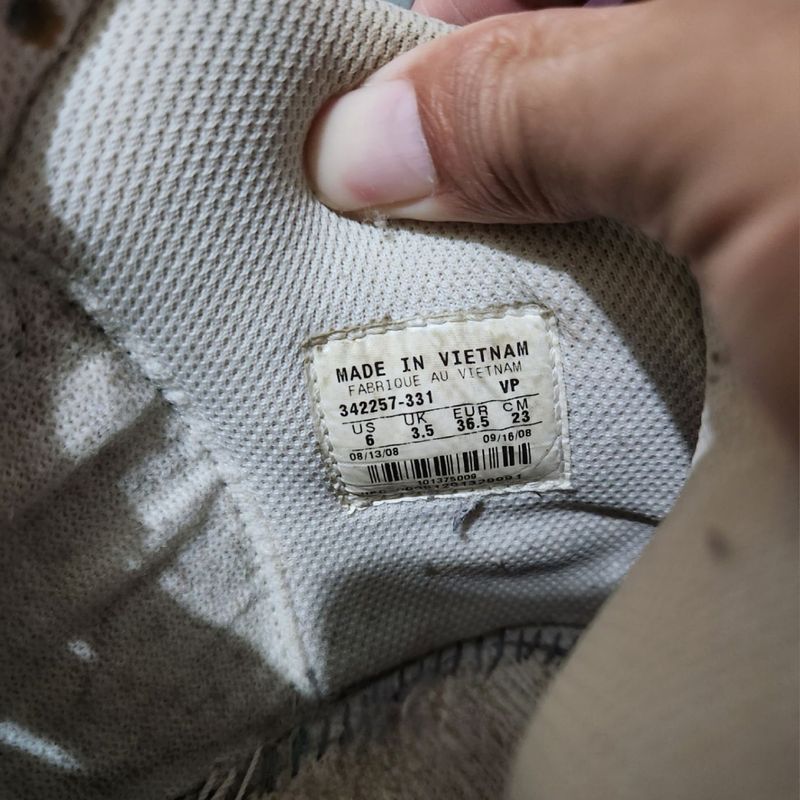 MADE IN VIETNAM
FABRIQUE AU VIETNAM
342257-331 VP
US UK EUR CM
6 3.5 36.5 23
08/13/08 09/16/08
101375009